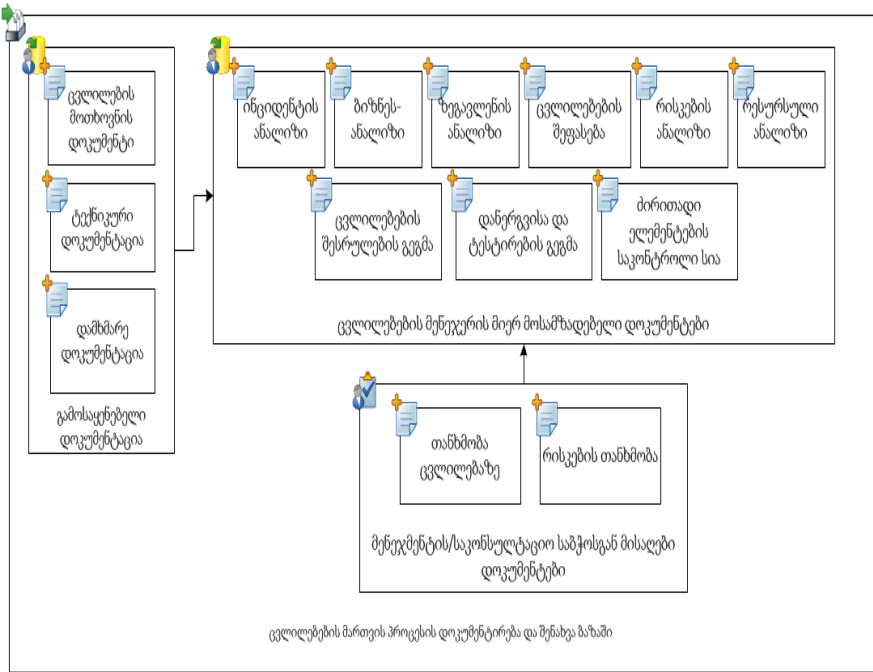 ცვლილების
მოთხოვნის
დოკუმენტი
ტექნიკური
დოკუმენტაცია
დამხმარე
დოკუმენტაცია
გამოსაყენებელი
დოკუმენტაცია
ინციდენტის
ანალიზი
ბიზნეს-
ანალიზი
ზეგავლენის
ანალიზი
ცვლილებების
შეფასება
რისკების
ანალიზი
რესურსული
ანალიზი
ცვლილებების
შესრულების გეგმა
დანერგვისა და
ტესტირების გეგმა
ძირითადი
ელემენტების
საკონტროლი სია
ცვლილებების მენეჯერის მიერ მოსამზადებელი დოკუმენტები
თანხმობა
ცვლილებაზე
რისკების თანხმობა
მენეჯმენტის/საკონსულტაციო საბჭოსგან მისაღები
დოკუმენტები
ცვლილებების მართვის პროცესის დოკუმენტირება და შენახვა ბაზაში